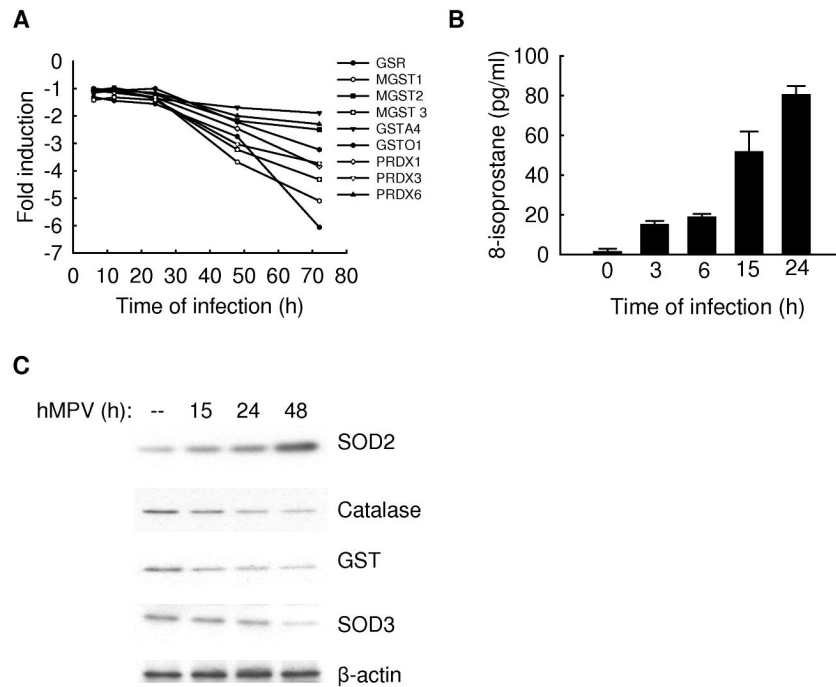 A
Fold induction
0
-1
-2
-3
-4
-5
-6
-7
0 10 20 30 40 50 60 70 80
Time of infection (h)
GSR
MGST1
MGST2
MGST 3
GSTA4
GSTO1
PRDX1
PRDX3
PRDX6
B
8-isoprostane (pg/ml)
100
80
60
40
20
0
0 3 6 15 24
Time of infection (h)
C
hMPV (h): -- 15 24 48
SOD2
Catalase
GST
SOD3
β-actin